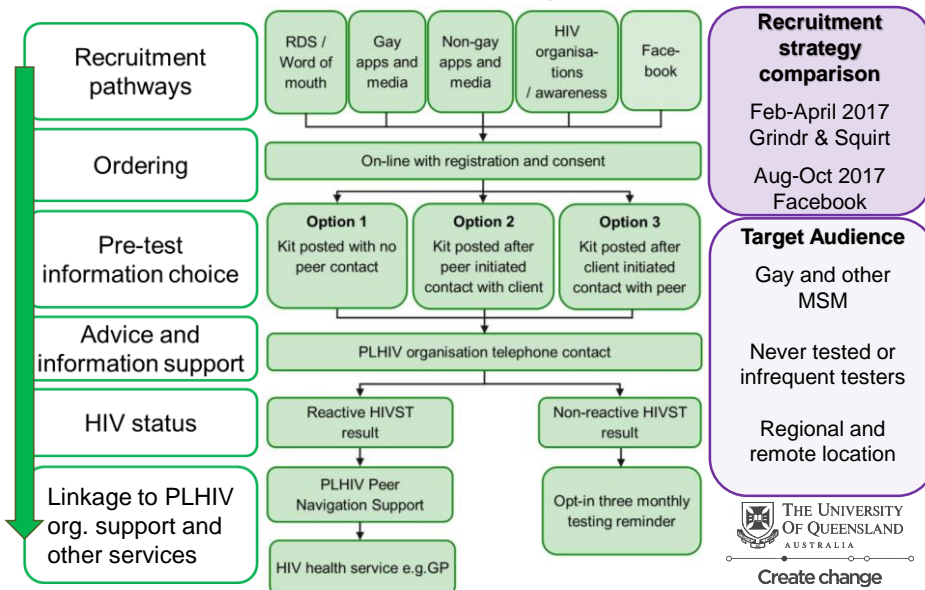 Recruitment
pathways
RDS /
Word of
mouth
Gay
apps and
media
Non-gay
apps and
media
HIV
organisa-
tions
/ awareness
Face-
book
Ordering
On-line with registration and consent
Pre-test
information choice
Option 1
Kit posted with no
peer contact
Option 2
Kit posted after
peer initiated
contact with client
Option 3
Kit posted after
client initiated
contact with peer
Advice and
information support
PLHIV organisation telephone contact
HIV status
Reactive HIVST
result
Non-reactive HIVST
result
Linkage to PLHIV
org. support and
other services
PLHIV Peer
Navigation Support
Opt-in three monthly
testing reminder
HIV health service e.g.GP
Recruitment
strategy
comparison
Feb-April 2017
Grindr & Squirt
Aug-Oct 2017
Facebook
Target Audience
Gay and other
MSM
Never tested or
infrequent testers
Regional and
remote location
THE UNIVERSITY
OF QUEENSLAND
AUSTRALIA
Create change